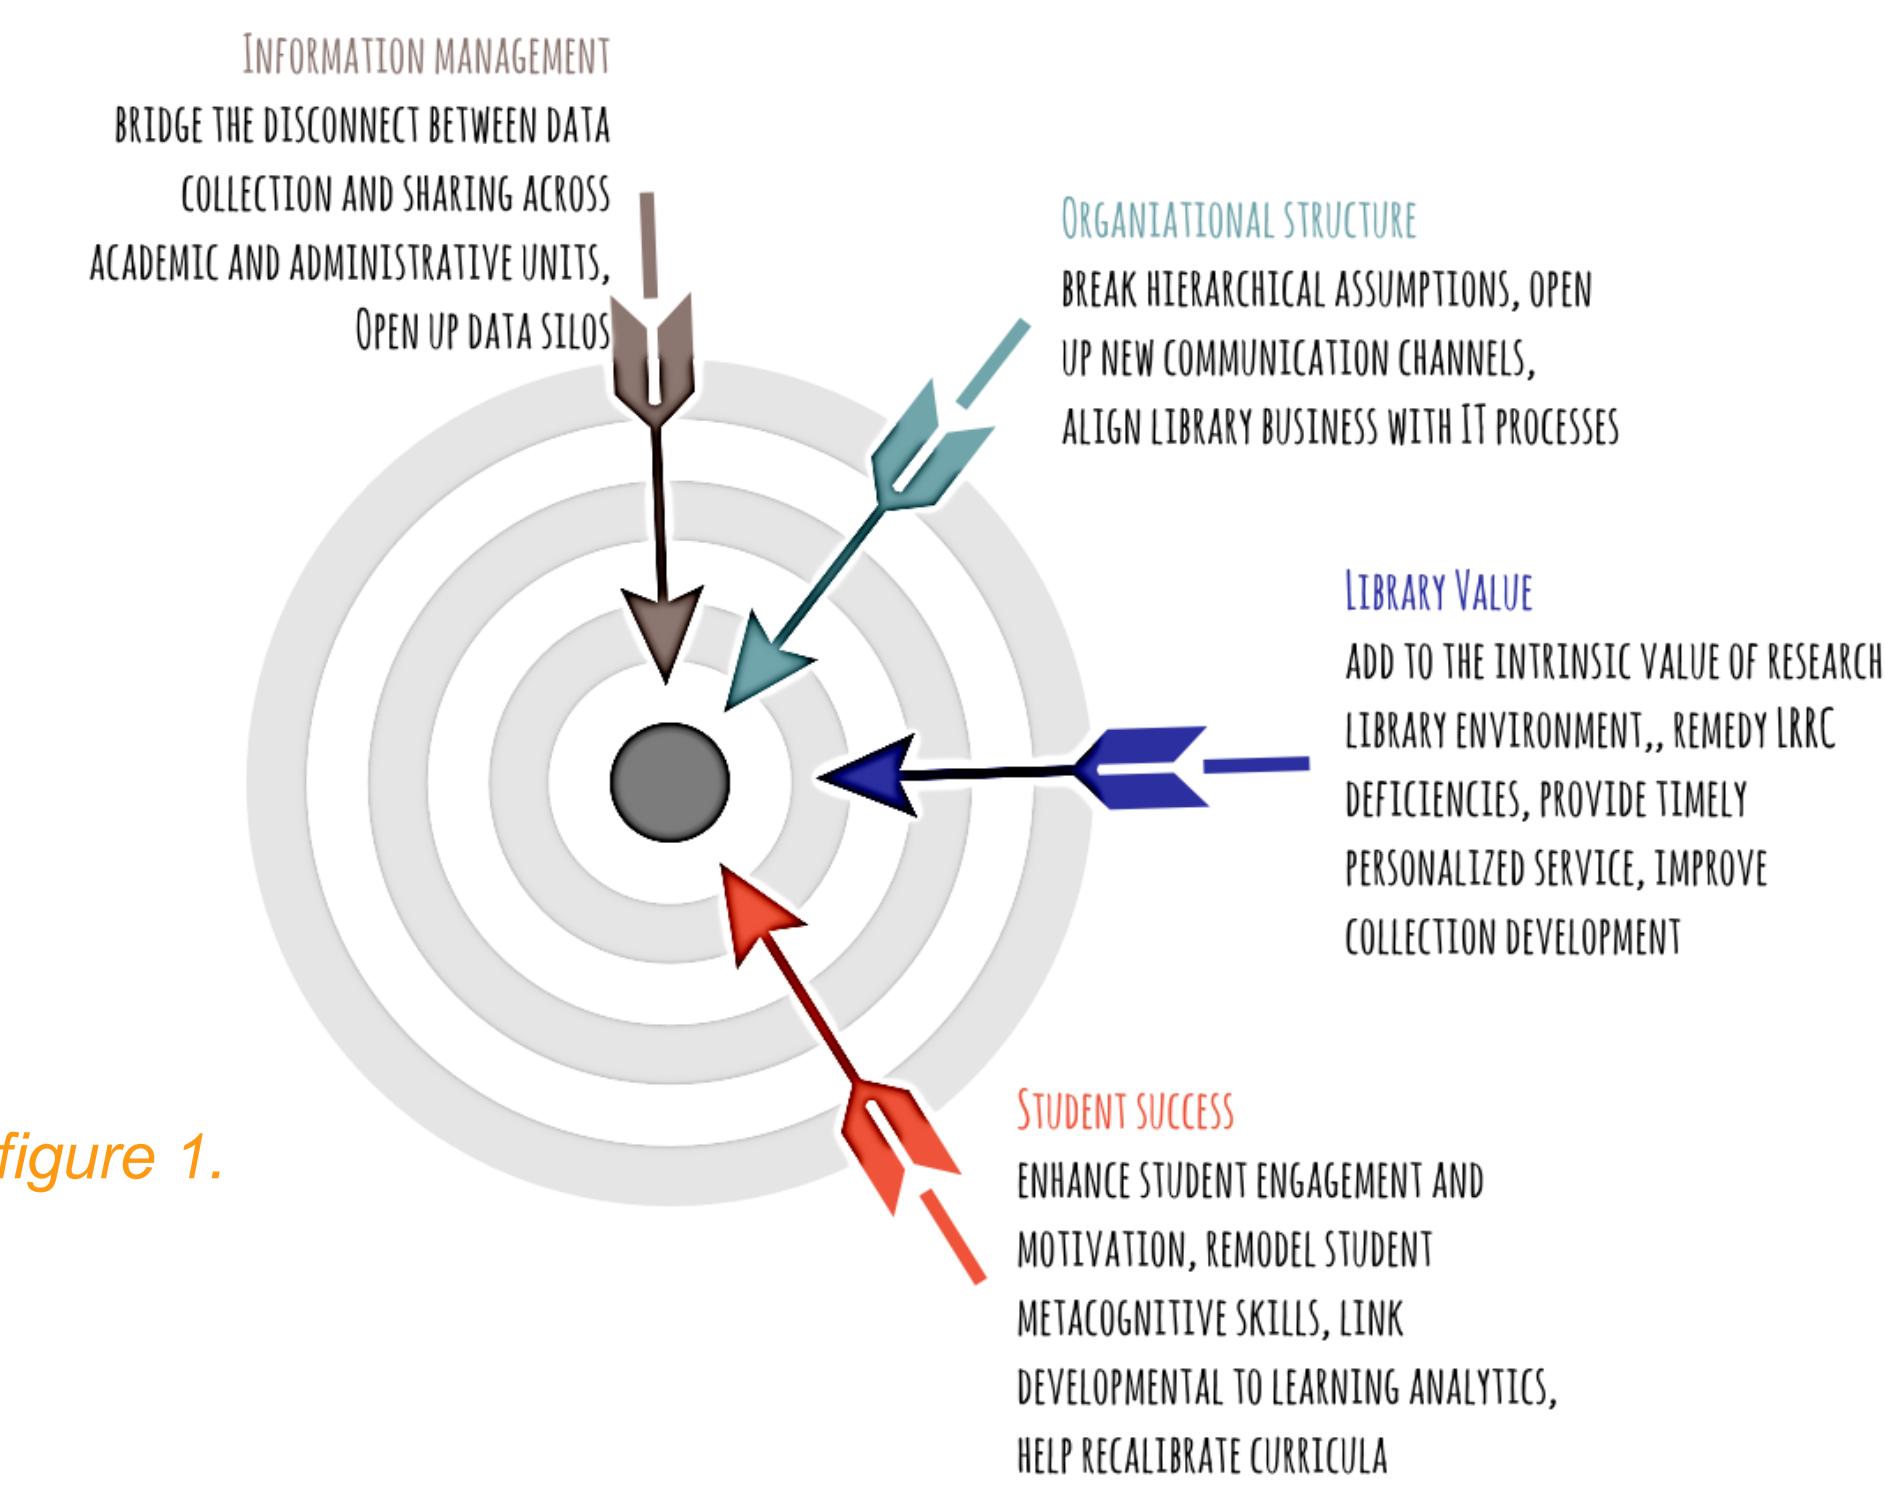 Information management
bridge the disconnect between data
collection and sharing across
academic and administrative units,
Open up data silos
Organiational structure
break hierarchical assumptions, open
up new communication channels,
align library business with IT processes
Library Value
add to the intrinsic value of research
library environment,, remedy LRRC
deficiencies, provide timely
personalized service, improve
collection development
Student success
enhance student engagement and
motivation, remodel student
metacognitive skills, link
developmental to learning analytics,
help recalibrate curricula
figure 1.